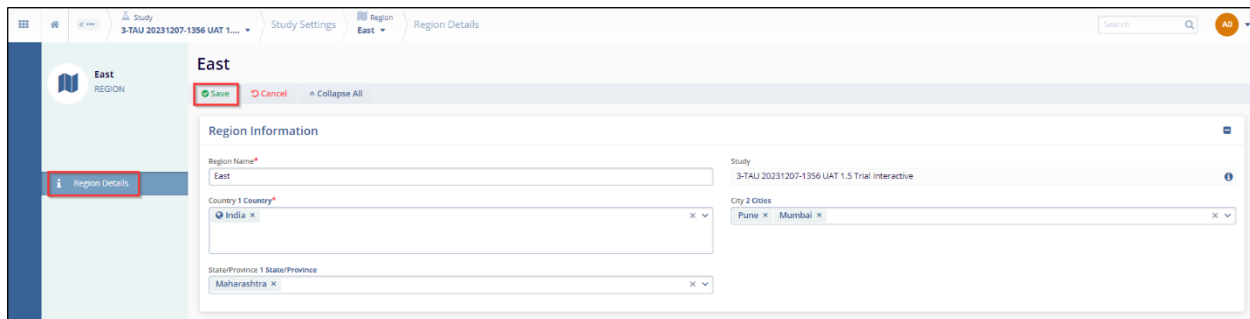 Study
3-TAU 20231207-1356 UAT 1....
Study Settings
Region
East
Region Details
Search
AO
East
REGION
Region Details
East
Save
Cancel
Collapse All
Region Information
Region Name*
East
Study
3-TAU 20231207-1356 UAT 1.5 Trial Interactive
Country 1 Country*
India ×
City 2 Cities
Pune × Mumbai ×
State/Province 1 State/Province
Maharashtra ×